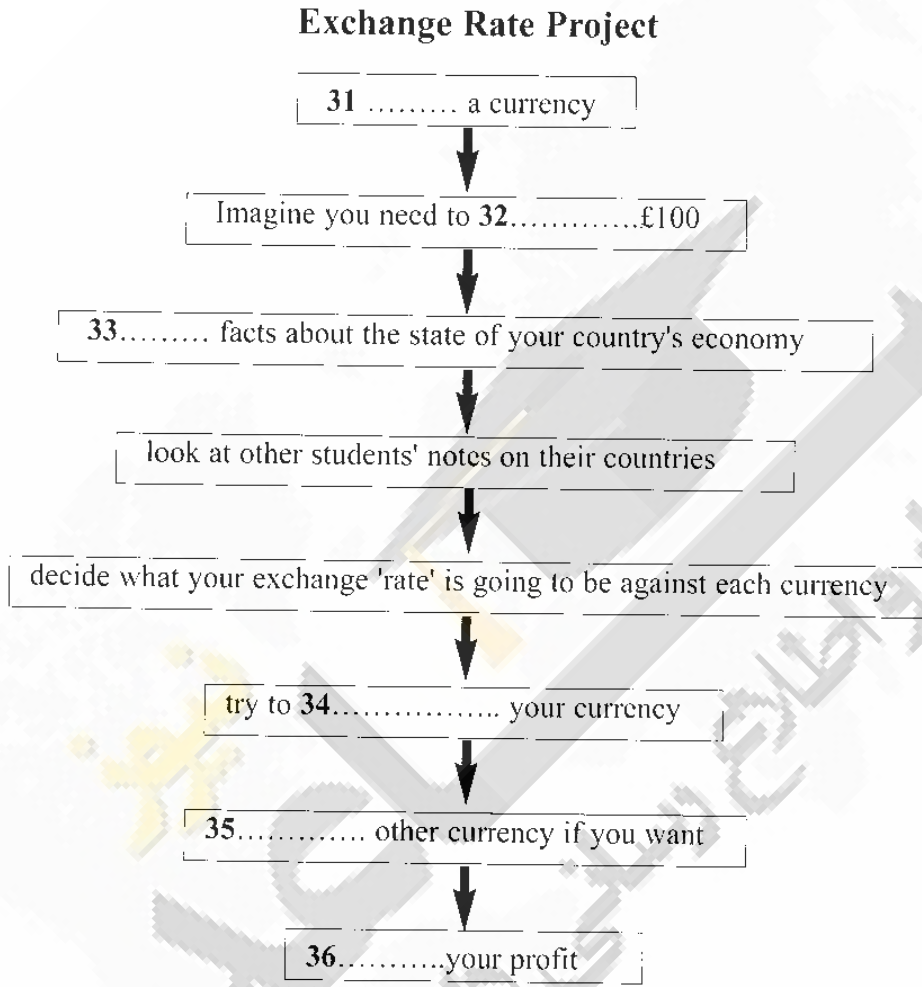 Exchange Rate Project
31 ......... a currency
Imagine you need to 32.............£100
33......... facts about the state of your country's economy
look at other students' notes on their countries
decide what your exchange 'rate' is going to be against each currency
try to 34.................. your currency
35............. other currency if you want
36...........your profit